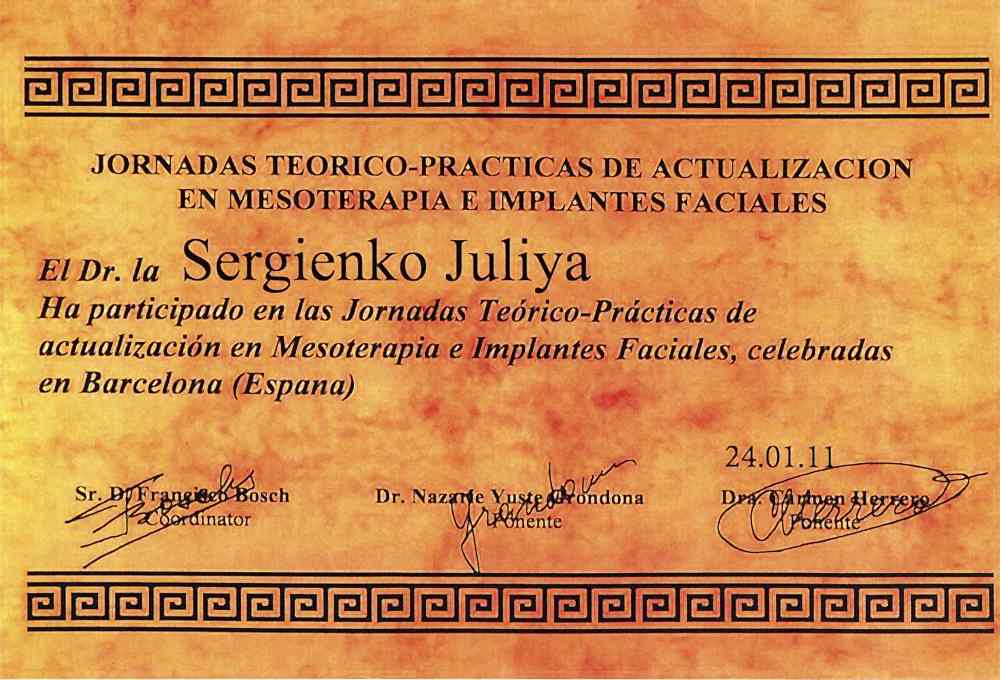 JORNADAS TEORICO-PRACTICAS DE ACTUALIZACION
EN MESOTERAPIA E IMPLANTES FACIALES
El Dr. la Sergienko Juliya
Ha participado en las Jornadas Teórico-Prácticas de
actualización en Mesoterapia e Implantes Faciales, celebradas
en Barcelona (Espana)
24.01.11
Sr. D. Francisco Bosch Dr. Nazarie Yuste Grondona Dra. Carmen Herrero
Coordinator Ponente Ponente